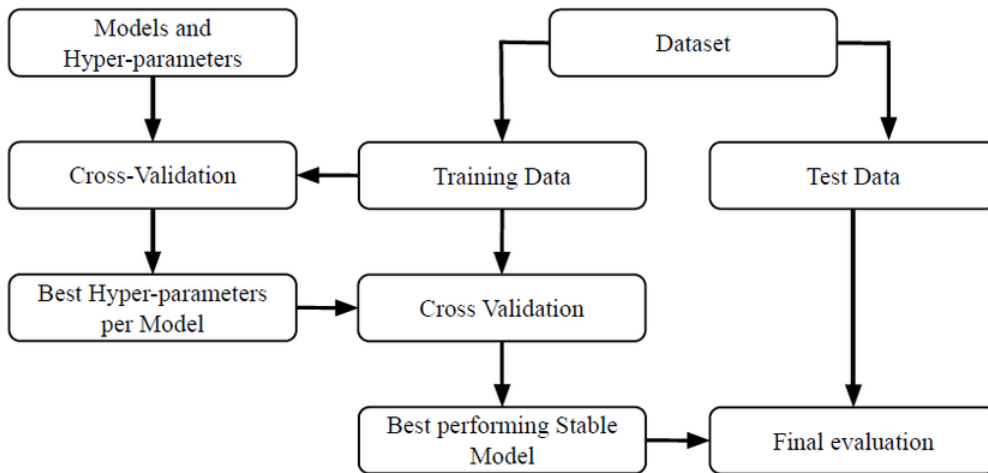 Models and
Hyper-parameters
Dataset
Cross-Validation
Training Data
Test Data
Best Hyper-parameters
per Model
Cross Validation
Best performing Stable
Model
Final evaluation